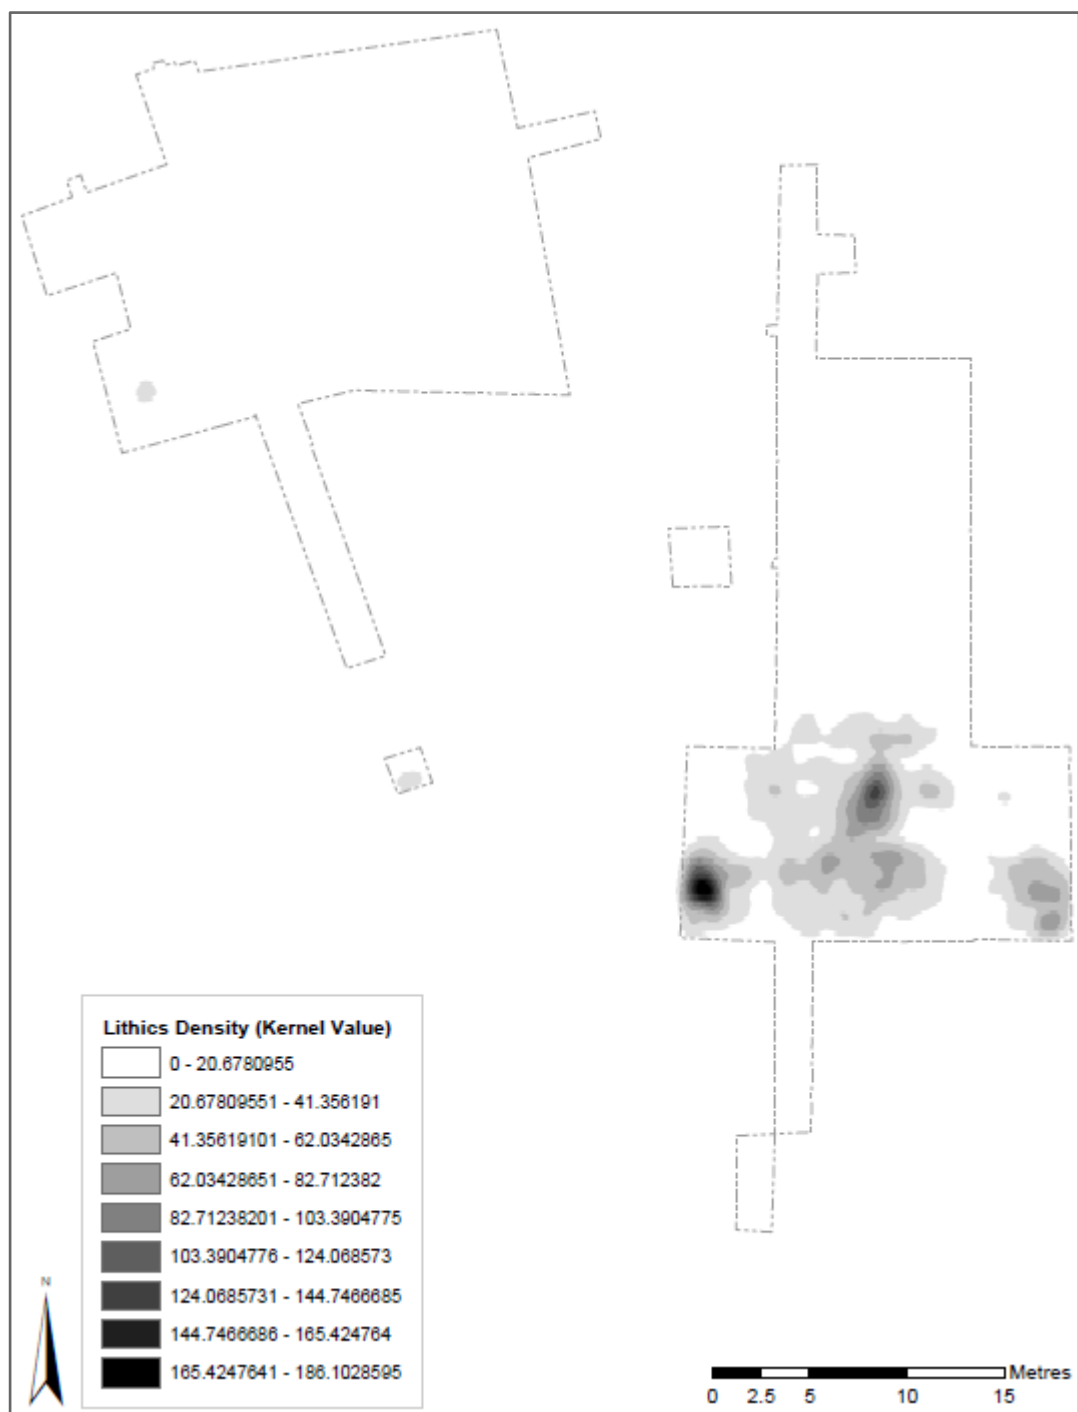 Lithics Density (Kernel Value)
0 - 20.6780955
20.67809551 - 41.356191
41.35619101 - 62.0342865
62.03428651 - 82.712382
82.71238201 - 103.3904775
103.3904776 - 124.068573
124.0685731 - 144.7466685
144.7466686 - 165.424764
165.4247641 - 186.1028595
N
Metres
0 2.5 5 10 15